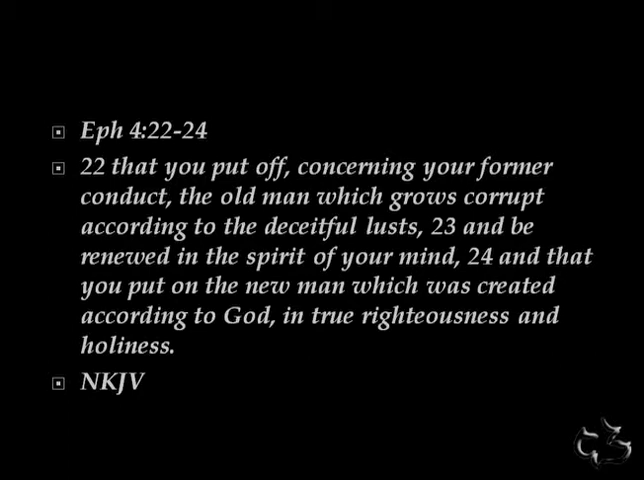 Eph 4:22-24
22 that you put off, concerning your former
conduct, the old man which grows corrupt
according to the deceitful lusts, 23 and be
renewed in the spirit of your mind, 24 and that
you put on the new man which was created
according to God, in true righteousness and
holiness.
NKJV